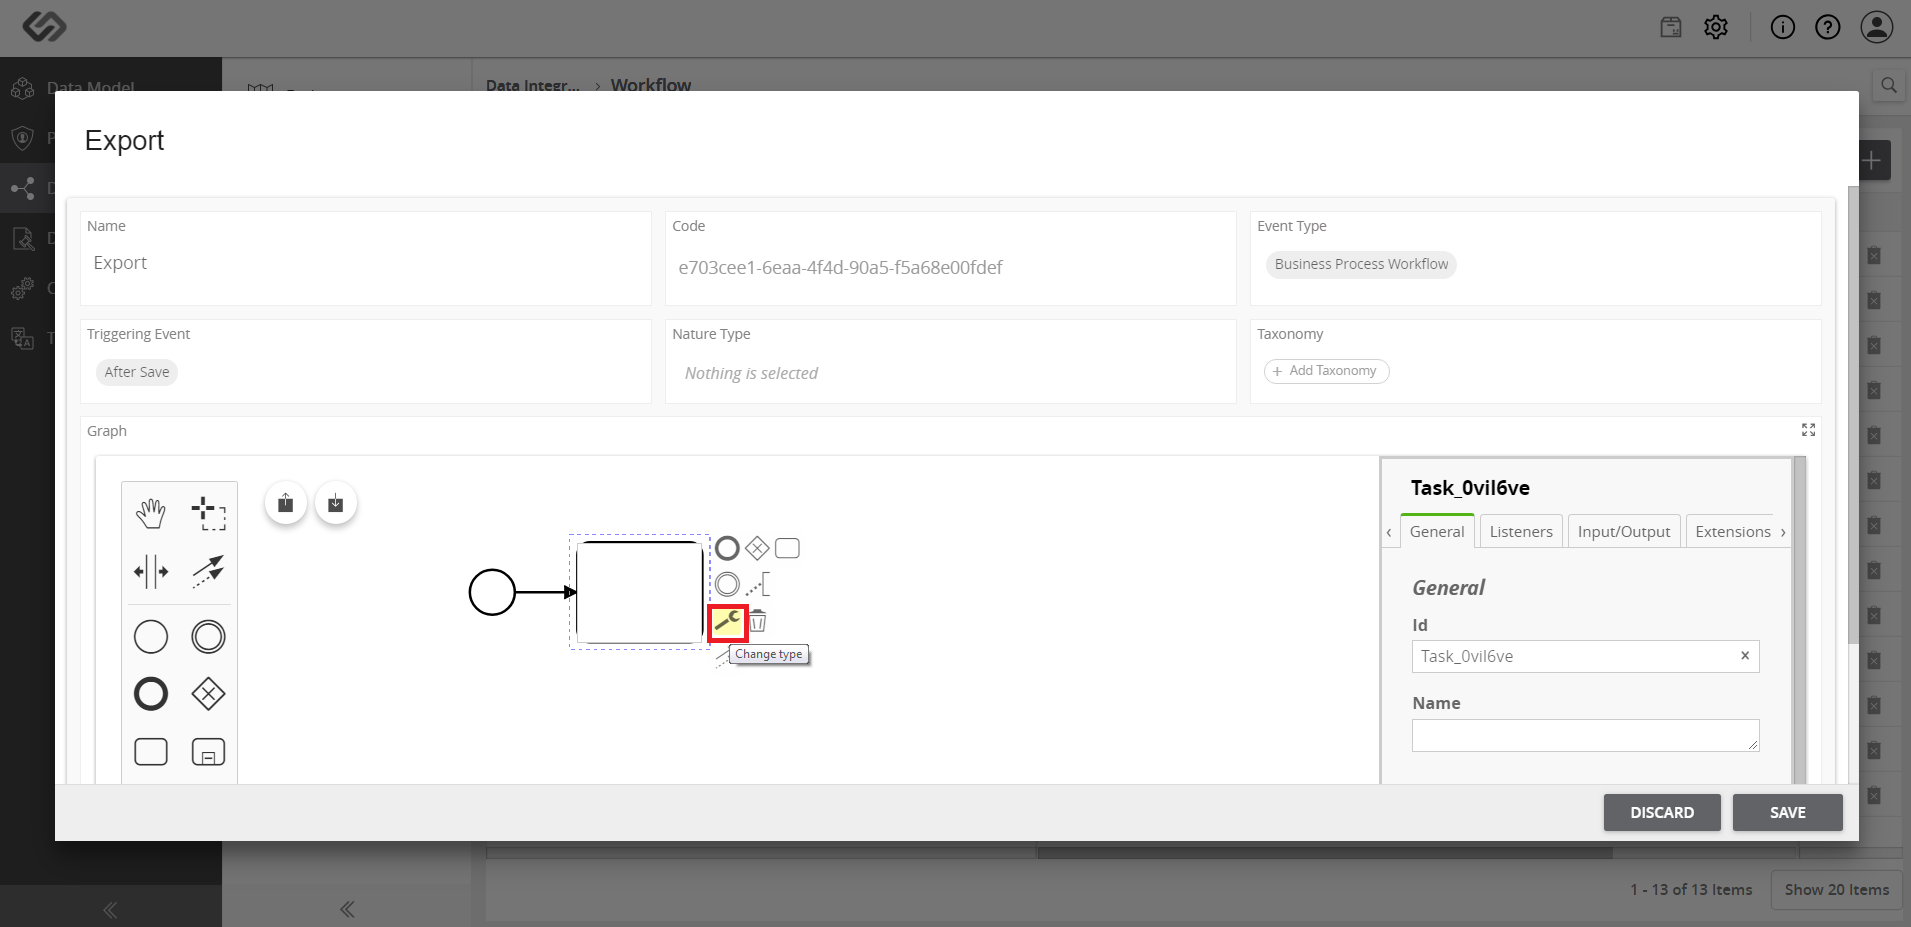 Data Model
Data Integr... > Workflow
Export
Name
Export
Code
e703cee1-6eaa-4f4d-90a5-f5a68e00fdef
Event Type
Business Process Workflow
Triggering Event
After Save
Nature Type
Nothing is selected
Taxonomy
+ Add Taxonomy
Graph
Change type
Task_0vil6ve
General
Listeners
Input/Output
Extensions
General
Id
Task_0vil6ve
Name
DISCARD
SAVE
1 - 13 of 13 Items
Show 20 Items